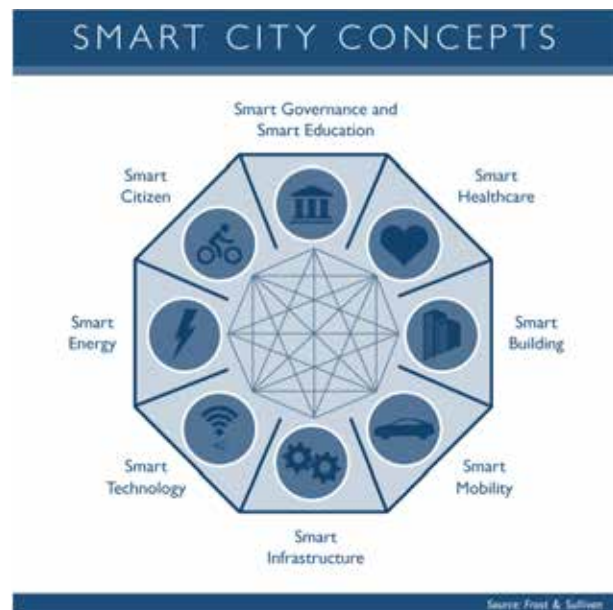 SMART CITY CONCEPTS
Smart Governance and
Smart Education
Smart
Citizen
Smart
Healthcare
Smart
Energy
Smart
Building
Smart
Technology
Smart
Mobility
Smart
Infrastructure
Source: Frost & Sullivan